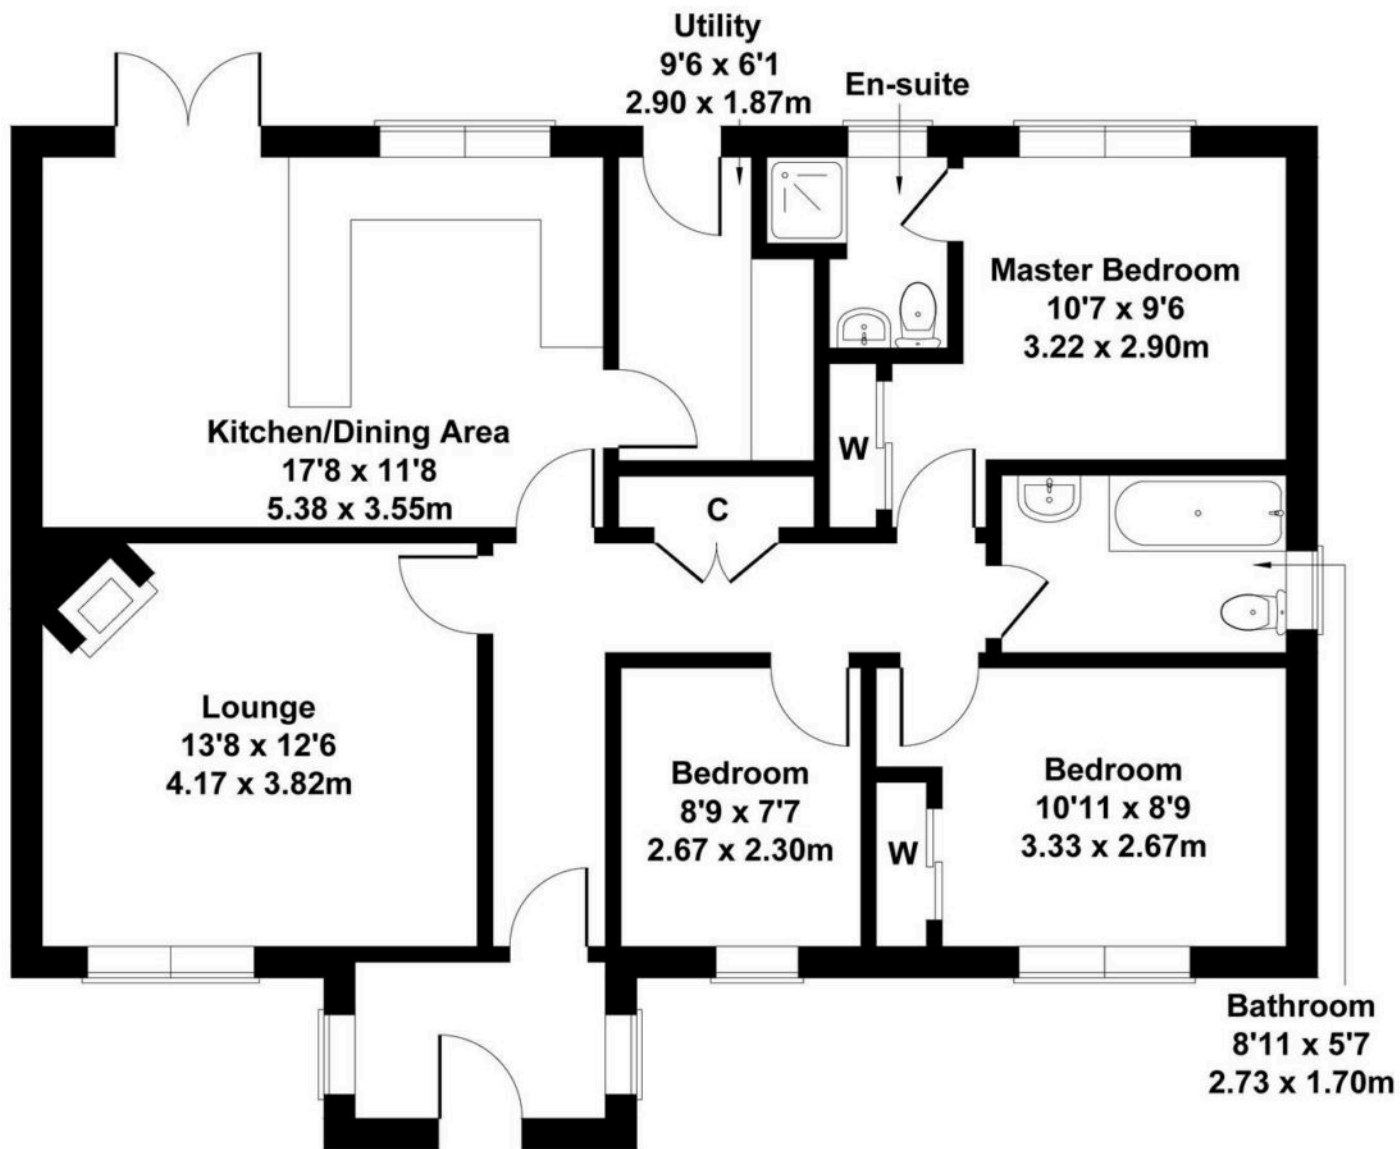 Utility
9'6 x 6'1
2.90 x 1.87m
En-suite
Master Bedroom
10'7 x 9'6
3.22 x 2.90m
Kitchen/Dining Area
17'8 x 11'8
5.38 x 3.55m
W
C
Lounge
13'8 x 12'6
4.17 x 3.82m
Bedroom
8'9 x 7'7
2.67 x 2.30m
W
Bedroom
10'11 x 8'9
3.33 x 2.67m
Bathroom
8'11 x 5'7
2.73 x 1.70m